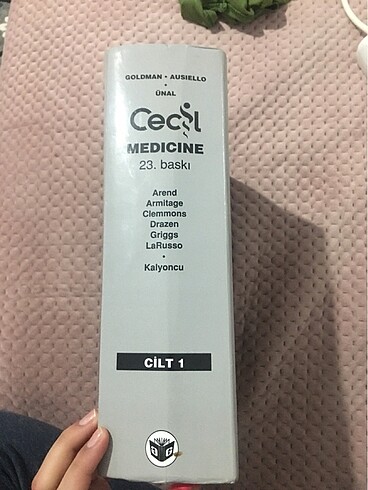 GOLDMAN • AUSIELLO
•
ÜNAL
Cecil
MEDICINE
23. baskı
Arend
Armitage
Clemmons
Drazen
Griggs
LaRusso
•
Kalyoncu
CİLT 1